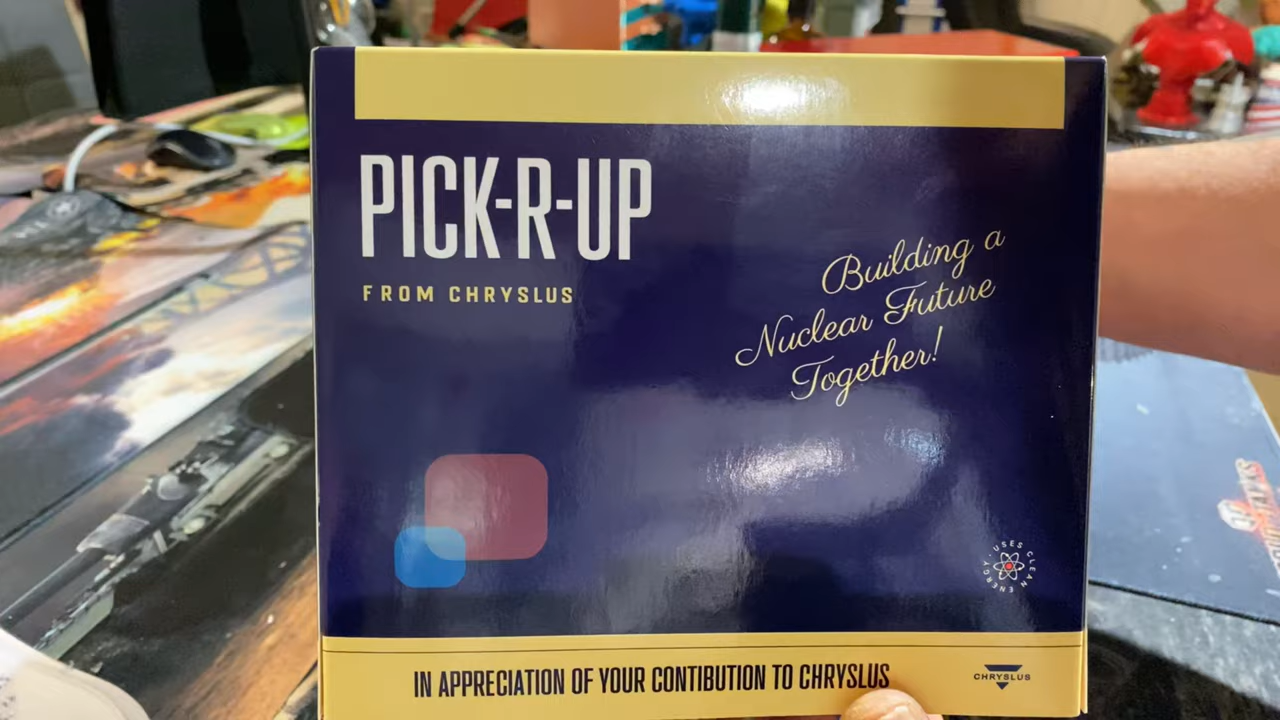 PICK-R-UP
FROM CHRYSLUS
Building a
Nuclear Future
Together!
USES CLEAN ENERGY
IN APPRECIATION OF YOUR CONTIBUTION TO CHRYSLUS
CHRYSLUS